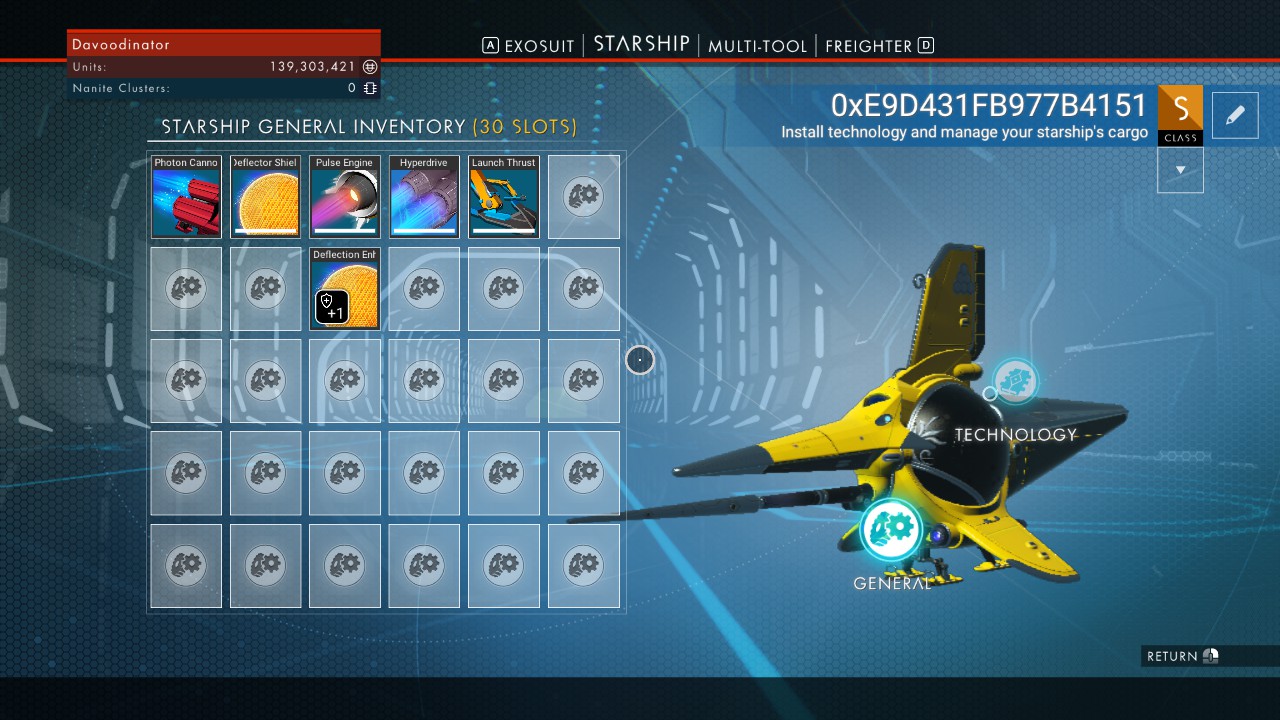 Davoodinator
Units: 139,303,421
Nanite Clusters: 0
A EXOSUIT STARSHIP MULTI-TOOL FREIGHTER D
0xE9D431FB977B4151
Install technology and manage your starship's cargo
S
CLASS
STARSHIP GENERAL INVENTORY (30 SLOTS)
Photon Canno Deflector Shiel Pulse Engine Hyperdrive Launch Thrust
Deflection Enh
+1
TECHNOLOGY
GENERAL
RETURN